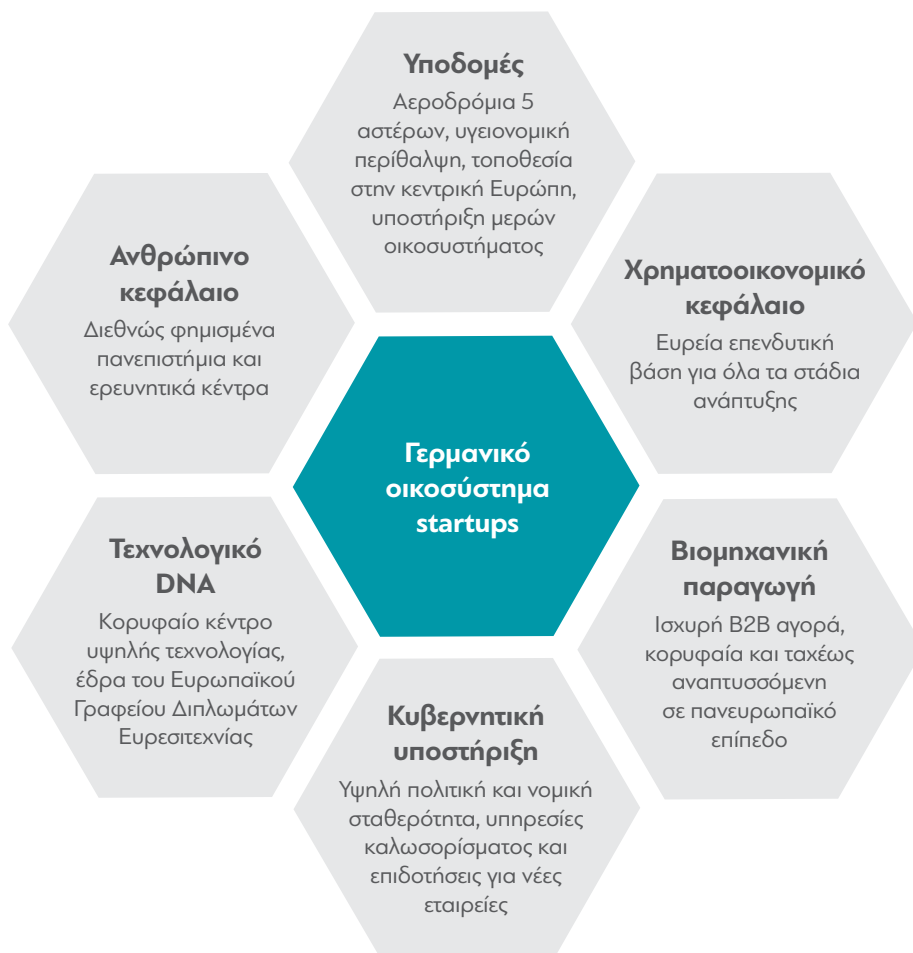 Υποδομές
Αεροδρόμια 5
αστέρων, υγειονομική
περίθαλψη, τοποθεσία
στην κεντρική Ευρώπη,
υποστήριξη μερών
οικοσυστήματος
Ανθρώπινο
κεφάλαιο
Διεθνώς φημισμένα
πανεπιστήμια και
ερευνητικά κέντρα
Χρηματοοικονομικό
κεφάλαιο
Ευρεία επενδυτική
βάση για όλα τα στάδια
ανάπτυξης
Γερμανικό
οικοσύστημα
startups
Τεχνολογικό
DNA
Κορυφαίο κέντρο
υψηλής τεχνολογίας,
έδρα του Ευρωπαϊκού
Γραφείου Διπλωμάτων
Ευρεσιτεχνίας
Βιομηχανική
παραγωγή
Ισχυρή B2B αγορά,
κορυφαία και ταχέως
αναπτυσσόμενη
σε πανευρωπαϊκό
επίπεδο
Κυβερνητική
υποστήριξη
Υψηλή πολιτική και νομική
σταθερότητα, υπηρεσίες
καλωσορίσματος και
επιδοτήσεις για νέες
εταιρείες